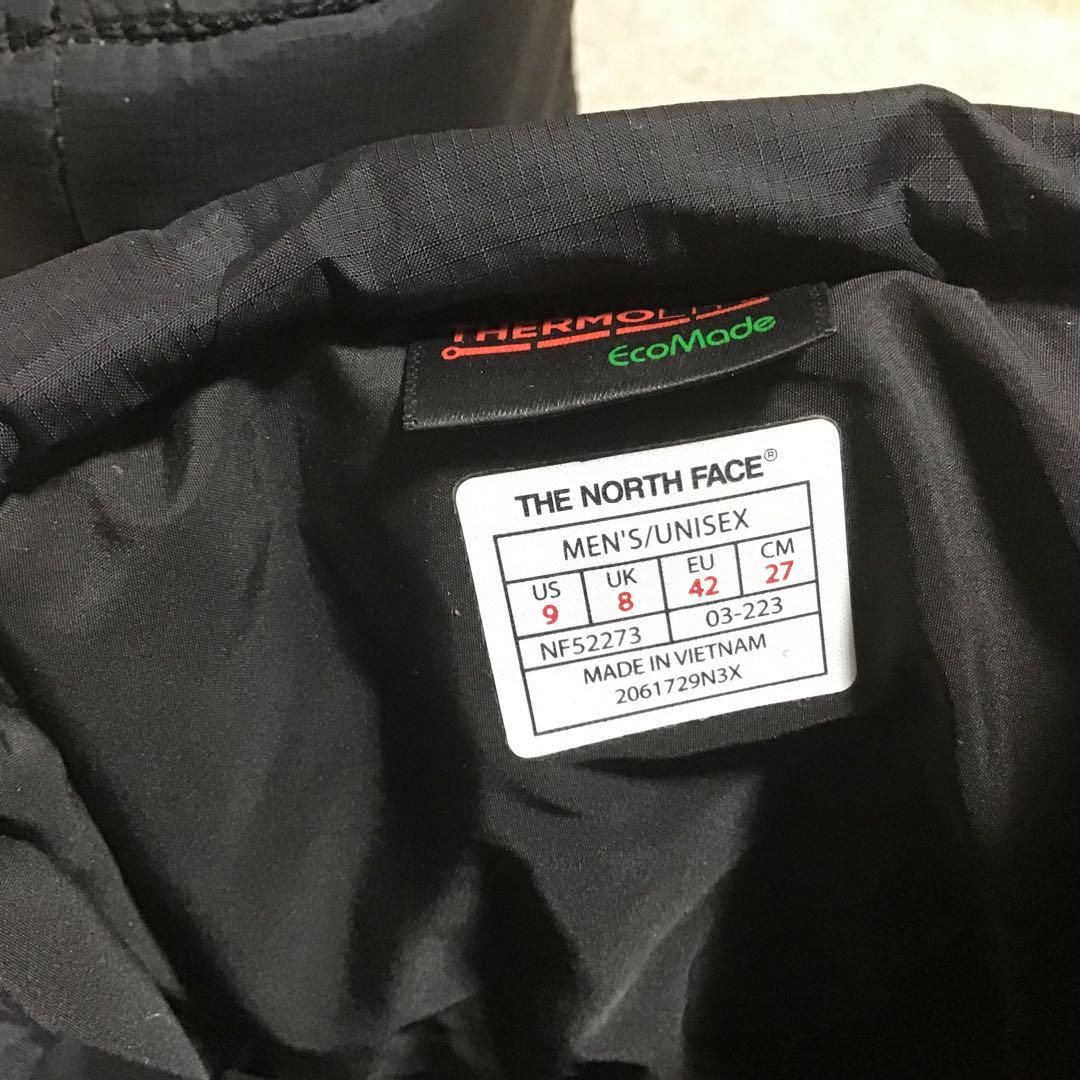 THERMOLITE
EcoMade
THE NORTH FACE®
MEN'S/UNISEX
US UK EU CM
9 8 42 27
NF52273 03-223
MADE IN VIETNAM
2061729N3X